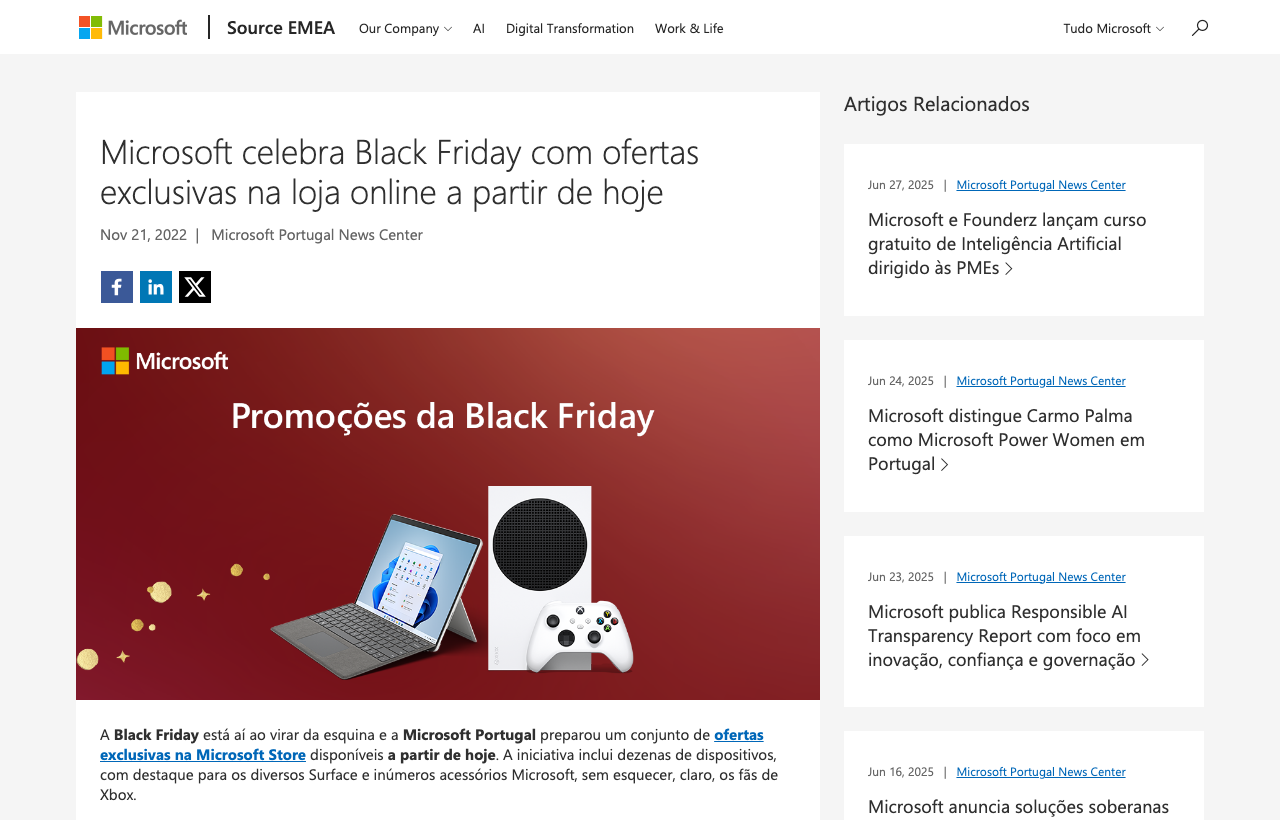 Microsoft
Source EMEA
Our Company
AI
Digital Transformation
Work & Life
Tudo Microsoft
Microsoft celebra Black Friday com ofertas
exclusivas na loja online a partir de hoje
Nov 21, 2022 | Microsoft Portugal News Center
Microsoft
Promoções da Black Friday
A Black Friday está aí ao virar da esquina e a Microsoft Portugal preparou um conjunto de ofertas
exclusivas na Microsoft Store disponíveis a partir de hoje. A iniciativa inclui dezenas de dispositivos,
com destaque para os diversos Surface e inúmeros acessórios Microsoft, sem esquecer, claro, os fãs de
Xbox.
Artigos Relacionados
Jun 27, 2025 | Microsoft Portugal News Center
Microsoft e Founderz lançam curso
gratuito de Inteligência Artificial
dirigido às PMEs
Jun 24, 2025 | Microsoft Portugal News Center
Microsoft distingue Carmo Palma
como Microsoft Power Women em
Portugal
Jun 23, 2025 | Microsoft Portugal News Center
Microsoft publica Responsible AI
Transparency Report com foco em
inovação, confiança e governação
Jun 16, 2025 | Microsoft Portugal News Center
Microsoft anuncia soluções soberanas